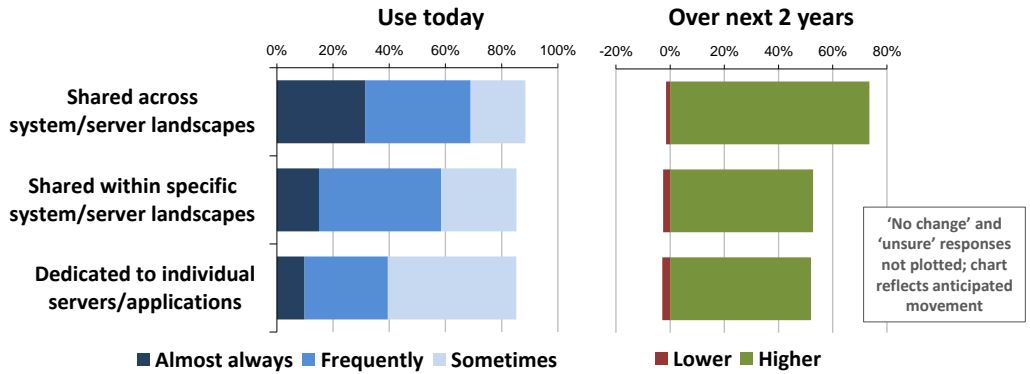 Use today
Over next 2 years
0% 20% 40% 60% 80% 100%
-20% 0% 20% 40% 60% 80%
Shared across
system/server landscapes
Shared within specific
system/server landscapes
Dedicated to individual
servers/applications
‘No change’ and
‘unsure’ responses
not plotted; chart
reflects anticipated
movement
Almost always Frequently Sometimes
Lower Higher